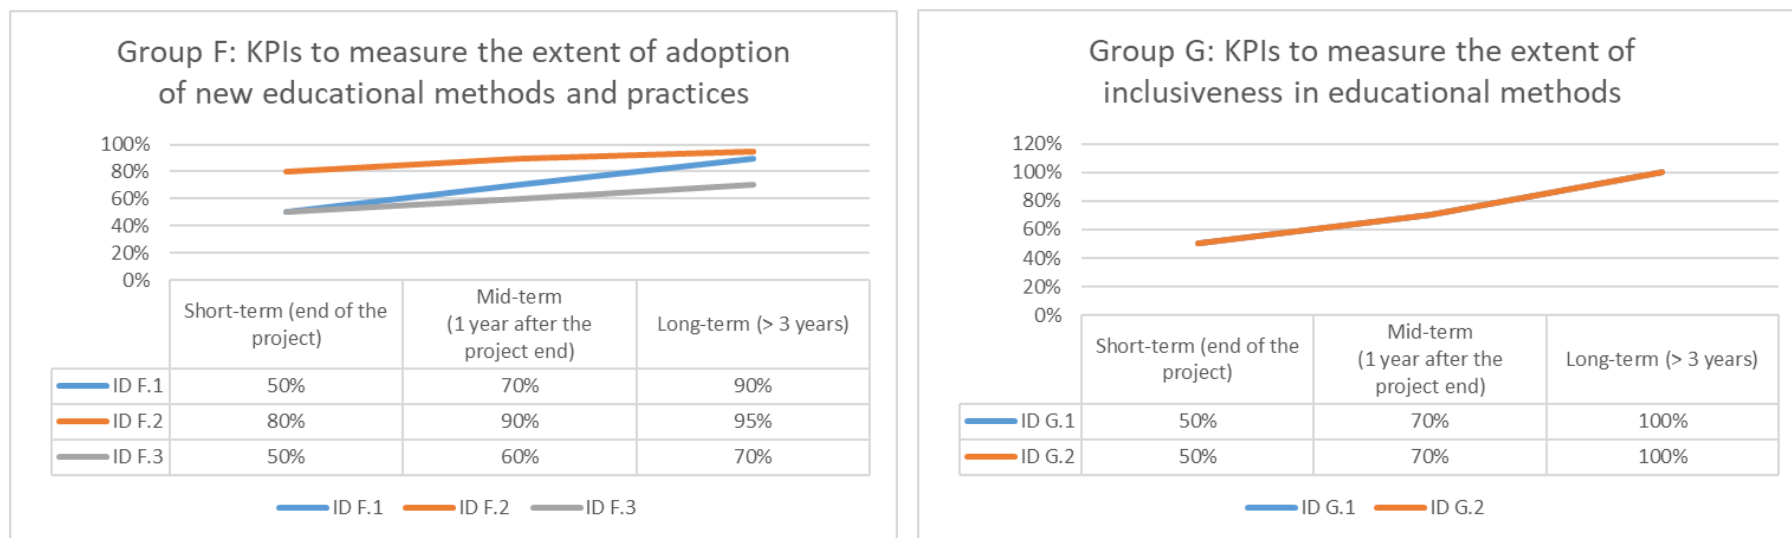 Group F: KPIs to measure the extent of adoption
of new educational methods and practices
100%
80%
60%
40%
20%
0%
Short-term (end of the
project)
Mid-term
(1 year after the
project end)
Long-term (> 3 years)
ID F.1 50% 70% 90%
ID F.2 80% 90% 95%
ID F.3 50% 60% 70%
ID F.1 ID F.2 ID F.3
Group G: KPIs to measure the extent of
inclusiveness in educational methods
120%
100%
80%
60%
40%
20%
0%
Short-term (end of the
project)
Mid-term
(1 year after the
project end)
Long-term (> 3 years)
ID G.1 50% 70% 100%
ID G.2 50% 70% 100%
ID G.1 ID G.2